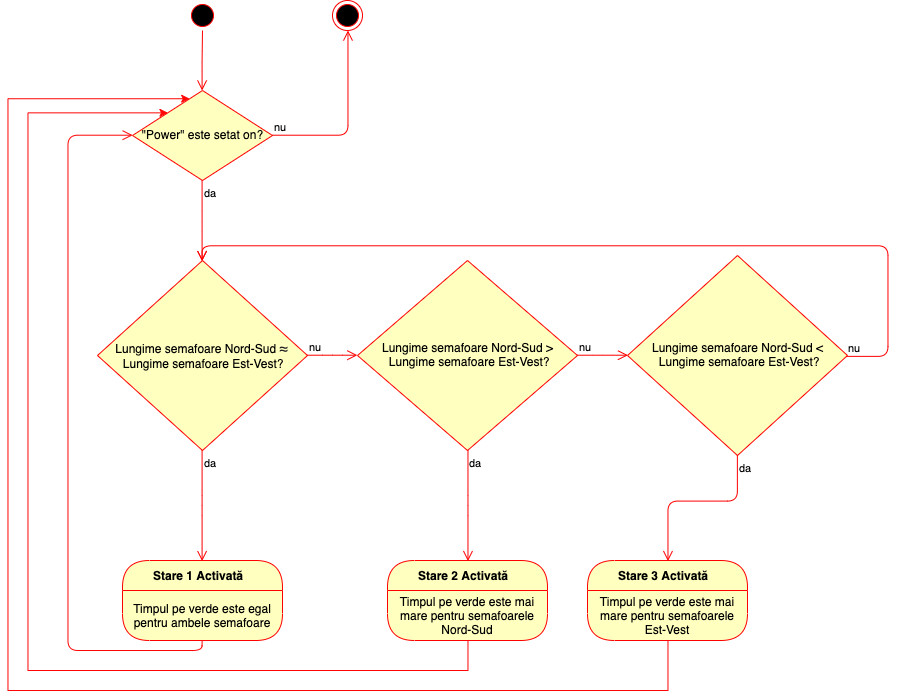 "Power" este setat on?
nu
da
Lungime semafoare Nord-Sud ≈
Lungime semafoare Est-Vest?
nu
Lungime semafoare Nord-Sud >
Lungime semafoare Est-Vest?
nu
Lungime semafoare Nord-Sud <
Lungime semafoare Est-Vest?
nu
da
da
da
Stare 1 Activată
Timpul pe verde este egal
pentru ambele semafoare
Stare 2 Activată
Timpul pe verde este mai
mare pentru semafoarele
Nord-Sud
Stare 3 Activată
Timpul pe verde este mai
mare pentru semafoarele
Est-Vest